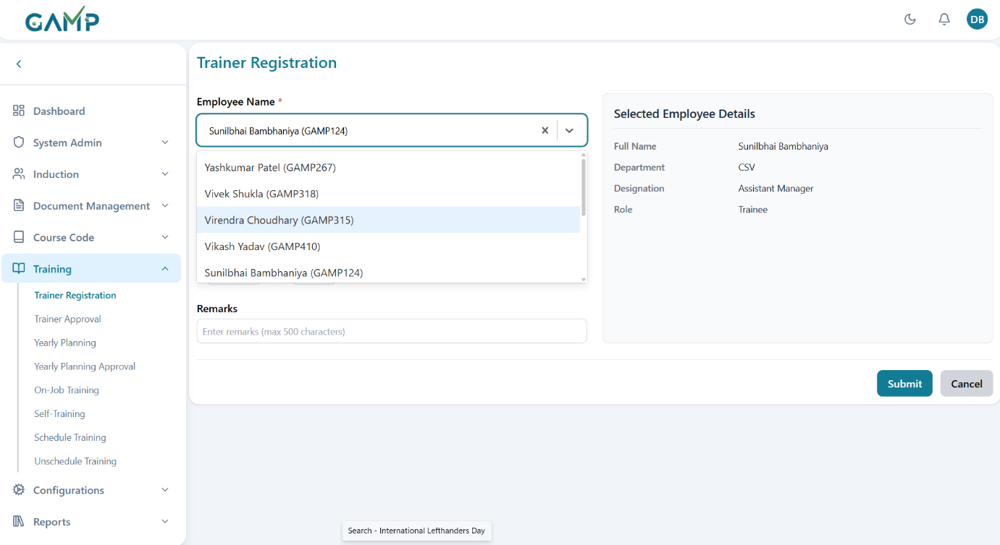 GAMP
DB
Trainer Registration
Dashboard
System Admin
Induction
Document Management
Course Code
Training
Trainer Registration
Trainer Approval
Yearly Planning
Yearly Planning Approval
On-Job Training
Self-Training
Schedule Training
Unschedule Training
Configurations
Reports
Employee Name *
Sunilbhai Bambhaniya (GAMP124)
Yashkumar Patel (GAMP267)
Vivek Shukla (GAMP318)
Virendra Choudhary (GAMP315)
Vikash Yadav (GAMP410)
Sunilbhai Bambhaniya (GAMP124)
Remarks
Enter remarks (max 500 characters)
Selected Employee Details
Full Name Sunilbhai Bambhaniya
Department CSV
Designation Assistant Manager
Role Trainee
Submit Cancel
Search - International Lefthanders Day